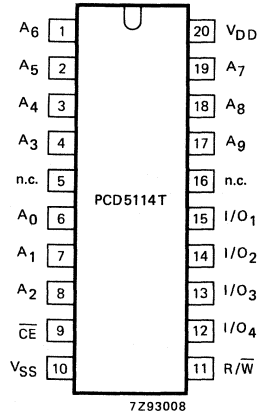 A6 1 20 VDD
A5 2 19 A7
A4 3 18 A8
A3 4 17 A9
n.c. 5 16 n.c.
PCD5114T
A0 6 15 I/O1
A1 7 14 I/O2
A2 8 13 I/O3
C̅E̅ 9 12 I/O4
VSS 10 11 R/W̅
7Z93008